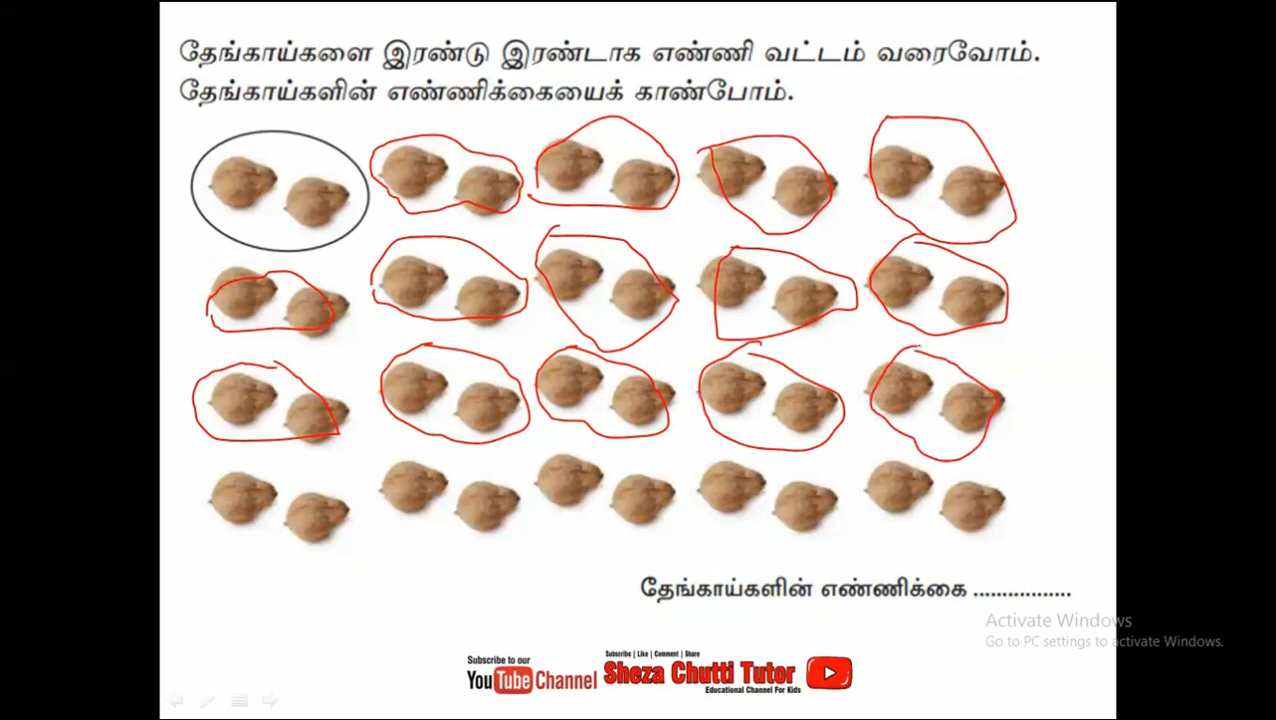 தேங்காய்களை இரண்டு இரண்டாக எண்ணி வட்டம் வரைவோம்.
தேங்காய்களின் எண்ணிக்கையைக் காண்போம்.
தேங்காய்களின் எண்ணிக்கை .................
Activate Windows
Go to PC settings to activate Windows.
Subscribe to our
YouTube Channel
Subscribe | Like | Comment | Share
Sheza Chutti Tutor
Educational Channel For Kids